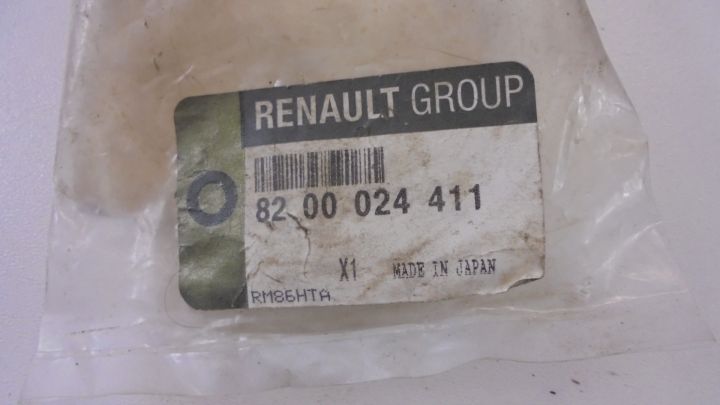 RENAULT GROUP
82 00 024 411
X1 MADE IN JAPAN
RM86HTA